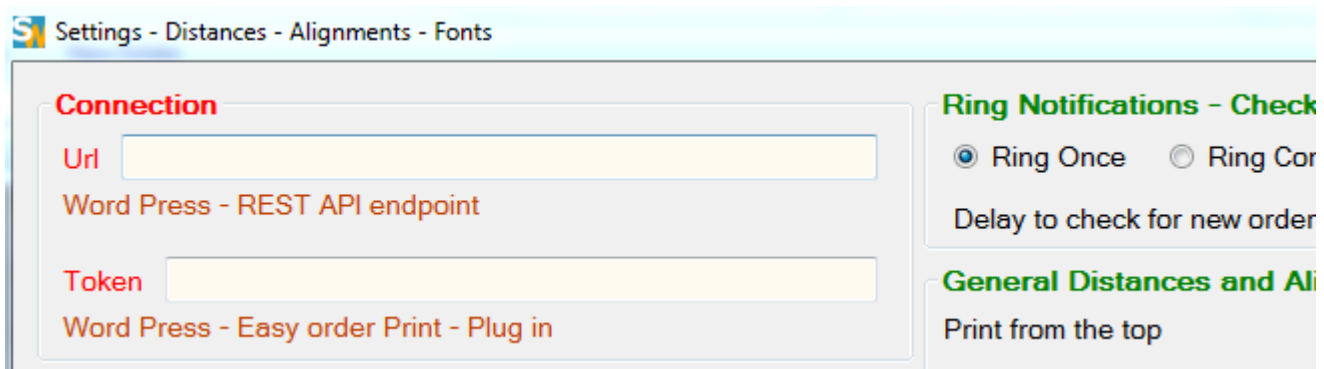 Settings - Distances - Alignments - Fonts
Connection
Url
Word Press - REST API endpoint
Token
Word Press - Easy order Print - Plug in
Ring Notifications - Check
Ring Once Ring Cor
Delay to check for new order
General Distances and Ali
Print from the top